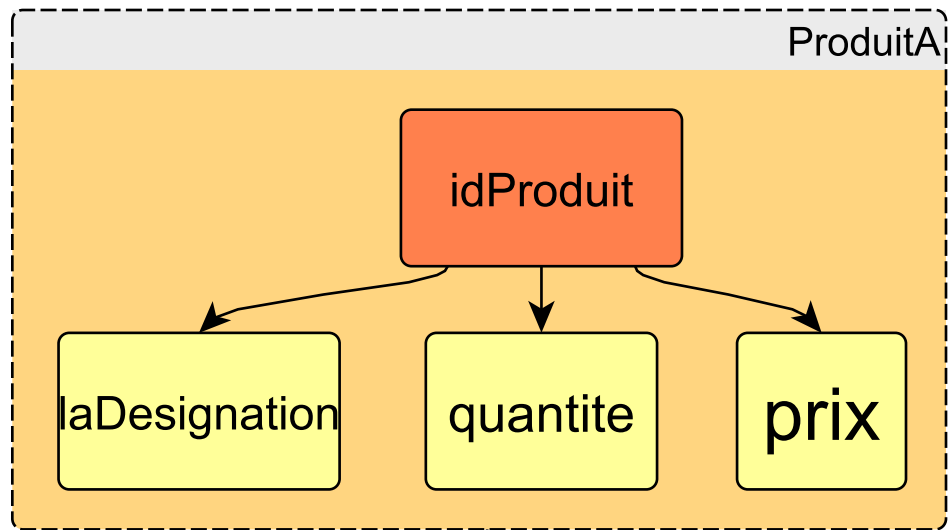 ProduitA
idProduit
laDesignation
quantite
prix